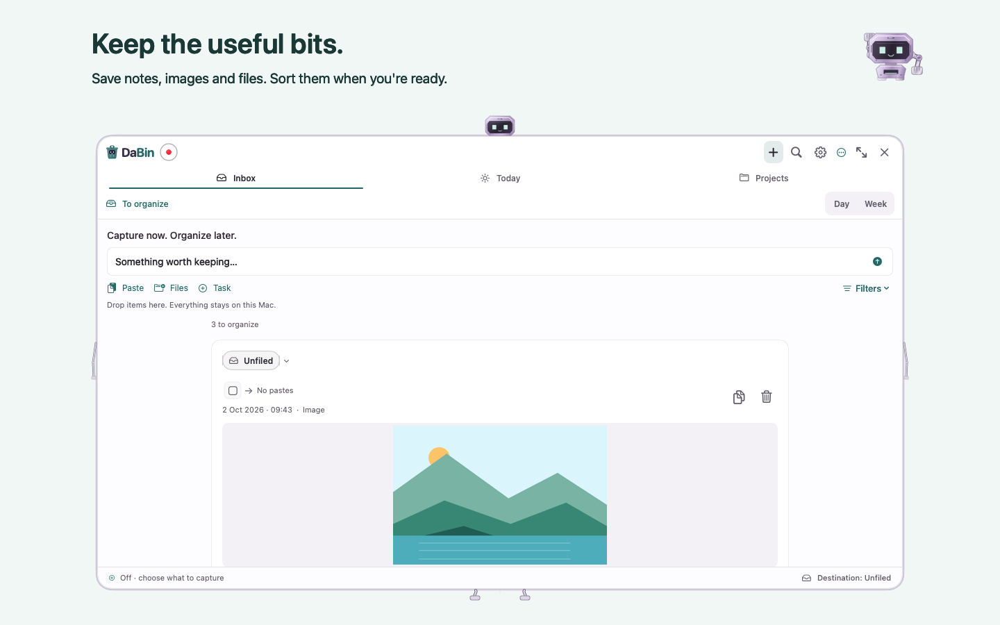 Keep the useful bits.
Save notes, images and files. Sort them when you're ready.
DaBin
Inbox
Today
Projects
To organize
Day
Week
Capture now. Organize later.
Something worth keeping...
Paste
Files
Task
Filters
Drop items here. Everything stays on this Mac.
3 to organize
Unfiled
→ No pastes
2 Oct 2026 · 09:43 · Image
Off · choose what to capture
Destination: Unfiled